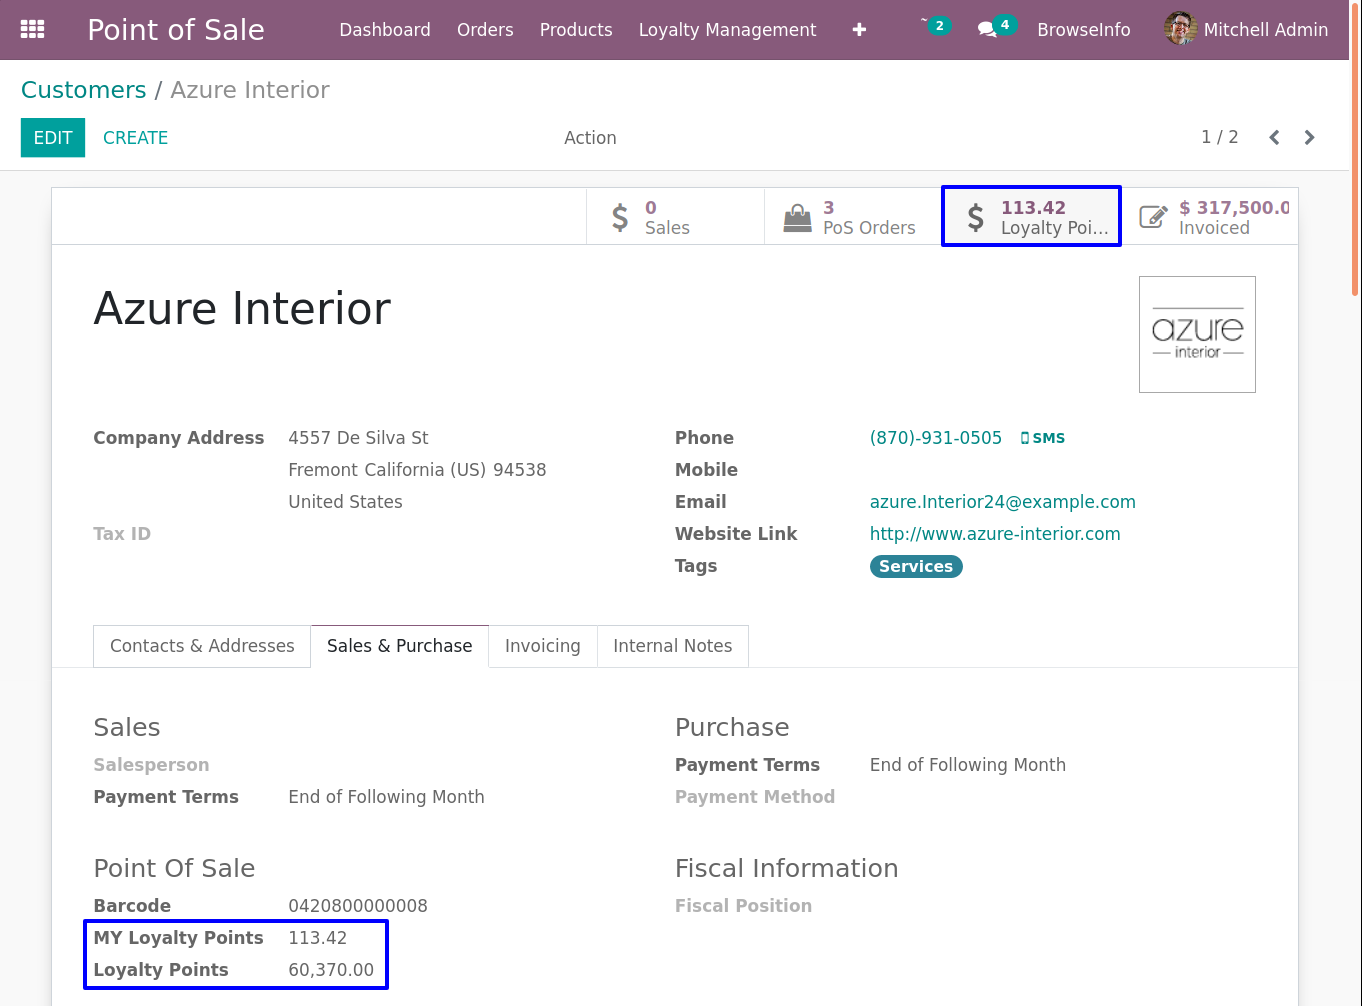 Point of Sale Dashboard Orders Products Loyalty Management 2 4 BrowseInfo Mitchell Admin
Customers / Azure Interior
EDIT CREATE Action 1 / 2
0 3 113.42 $ 317,500.0
Sales PoS Orders Loyalty Poi... Invoiced
Azure Interior
azure
interior
Company Address 4557 De Silva St Phone (870)-931-0505 SMS
Fremont California (US) 94538 Mobile
United States Email azure.Interior24@example.com
Tax ID Website Link http://www.azure-interior.com
Tags Services
Contacts & Addresses Sales & Purchase Invoicing Internal Notes
Sales Purchase
Salesperson Payment Terms End of Following Month
Payment Terms End of Following Month Payment Method
Point Of Sale Fiscal Information
Barcode 0420800000008 Fiscal Position
MY Loyalty Points 113.42
Loyalty Points 60,370.00